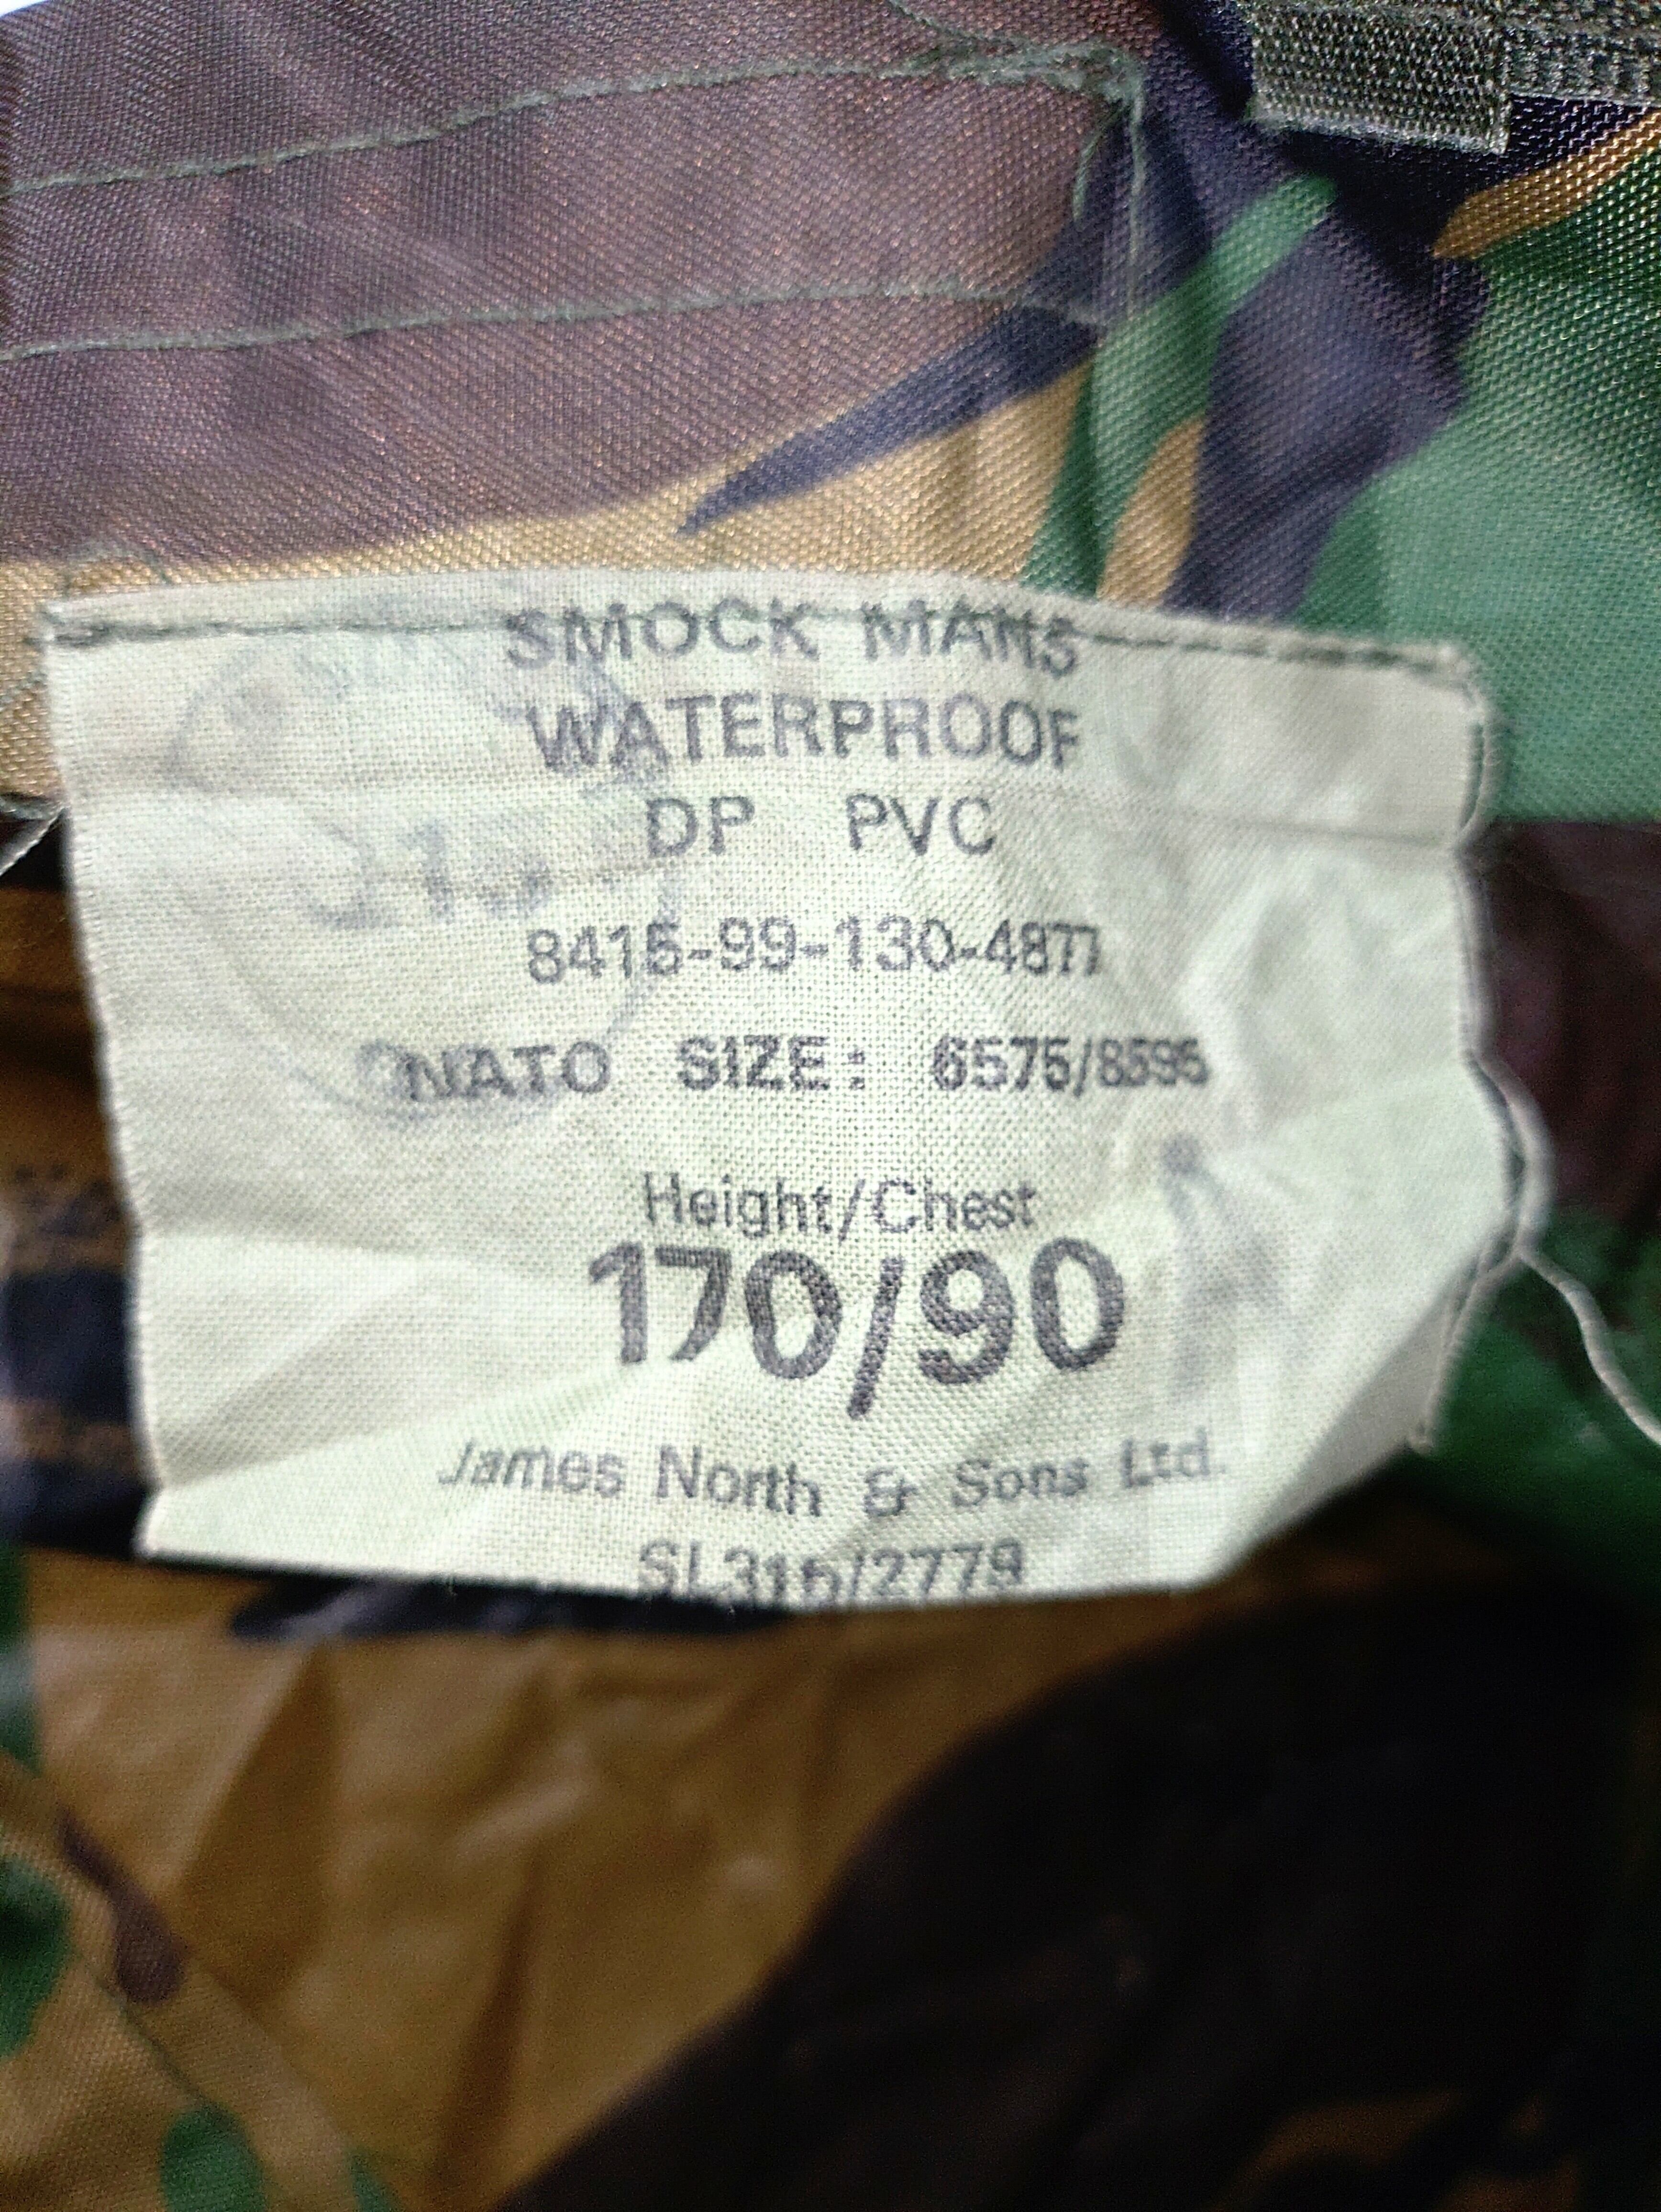 SMOCK MANS
WATERPROOF
DP PVC
8415-99-130-4877
NATO SIZE: 6575/8595
Height/Chest
170/90
James North & Sons Ltd.
SL31b/2779